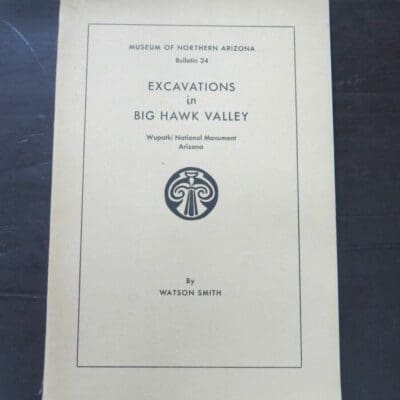 MUSEUM OF NORTHERN ARIZONA
Bulletin 24
EXCAVATIONS
in
BIG HAWK VALLEY
Wupatki National Monument
Arizona
By
WATSON SMITH